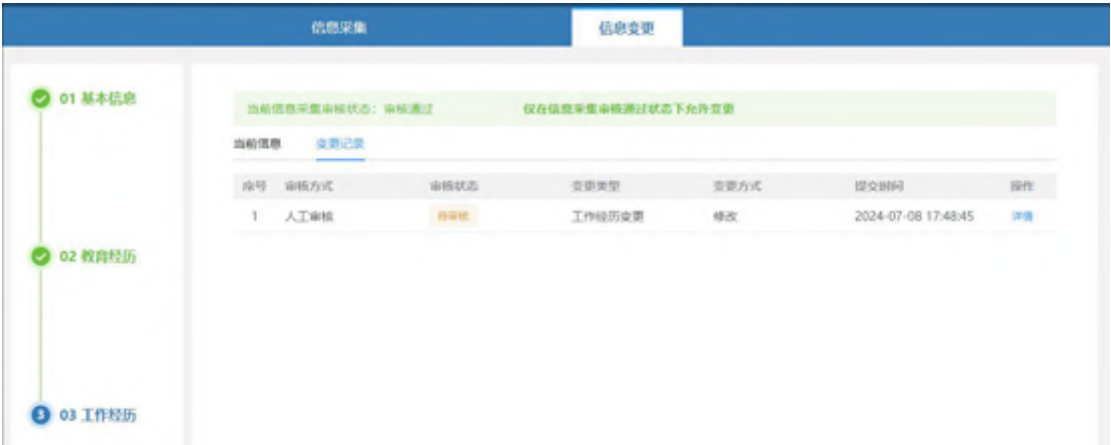 信息采集 信息变更
01 基本信息
当前信息采集审核状态：审核通过 仅在信息采集审核通过状态下允许变更
当前信息 变更记录
序号 审核方式 审核状态 变更类型 变更方式 提交时间 操作
1 人工审核 待审核 工作经历变更 修改 2024-07-08 17:48:45 详情
02 教育经历
3 03 工作经历